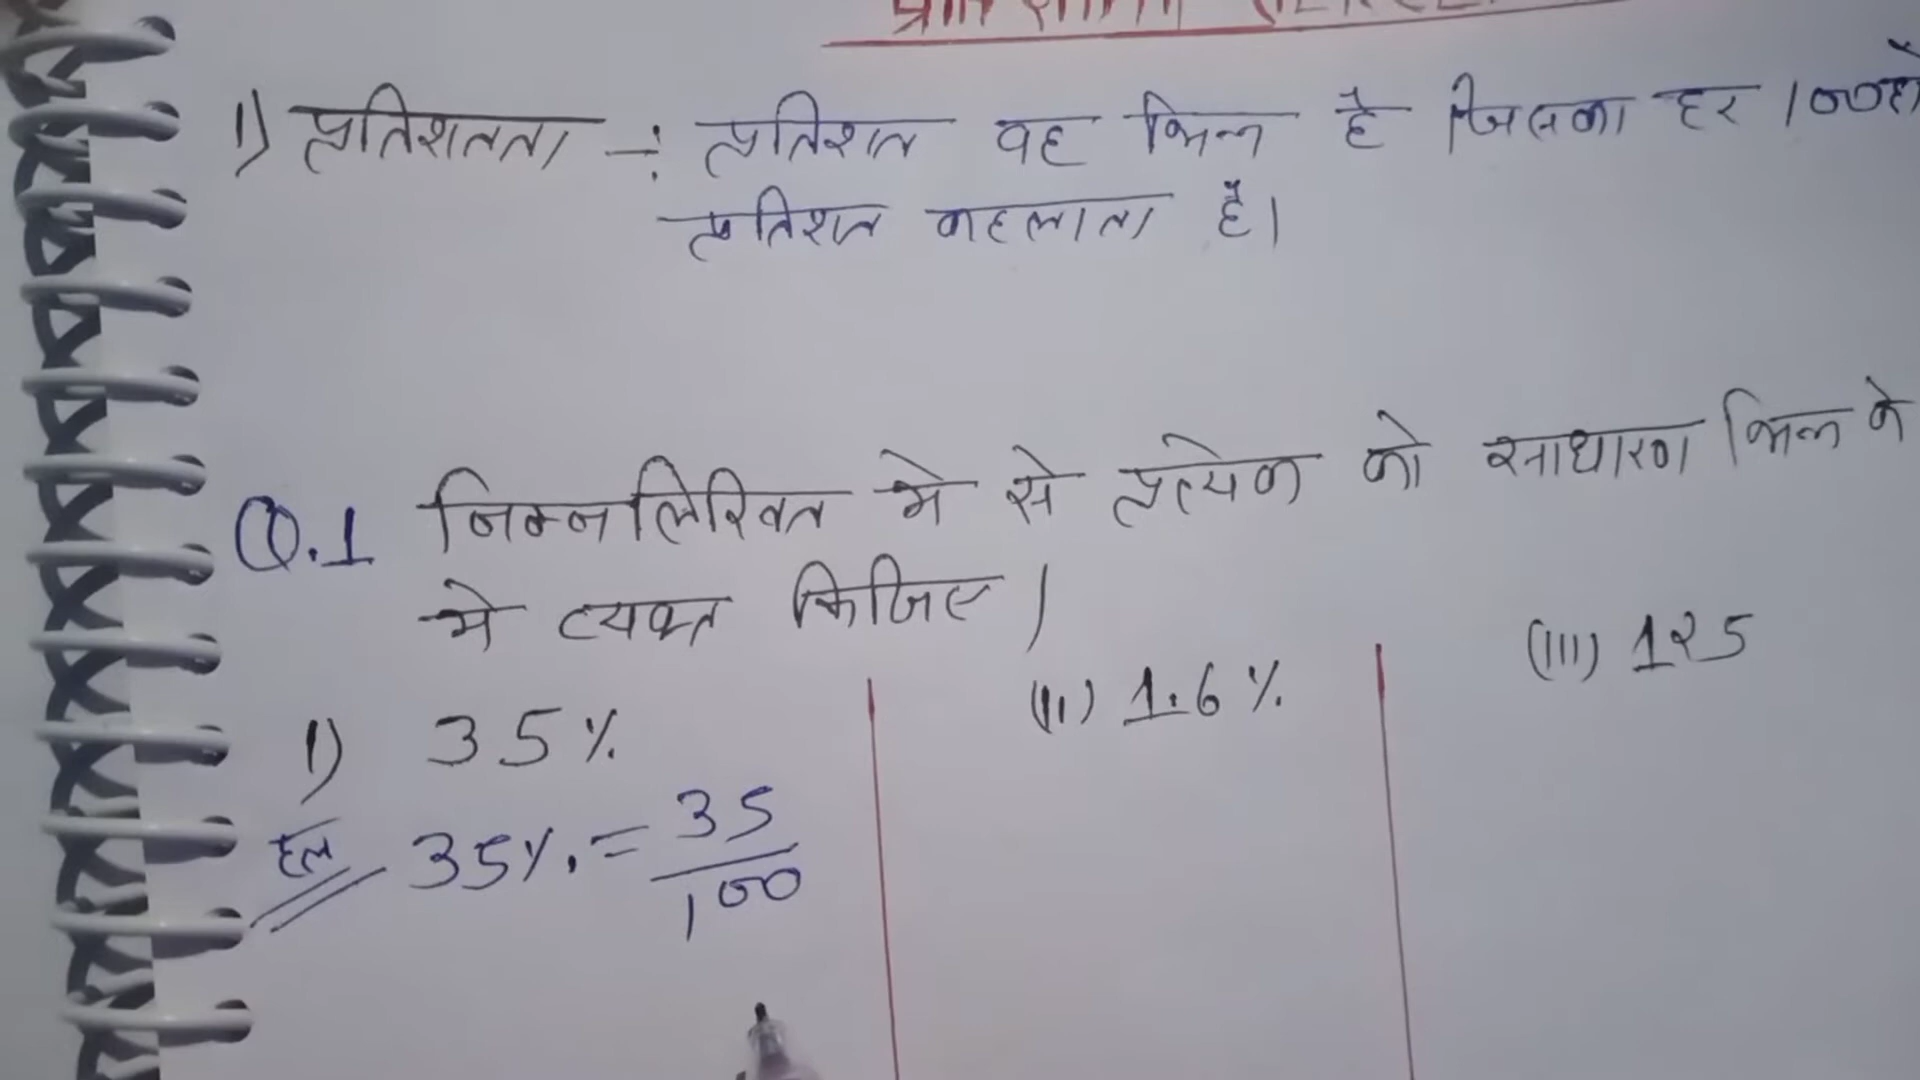 1) प्रतिशतता -: प्रतिशत वह भिन्न है जिसका हर 100 हो
प्रतिशत कहलाता है।
Q.1 निम्नलिखित मे से प्रत्येक को साधारण भिन्न के
मे व्यक्त किजिए।
1) 35%
(ii) 1.6%
(iii) 125
हल 35% = 35/100